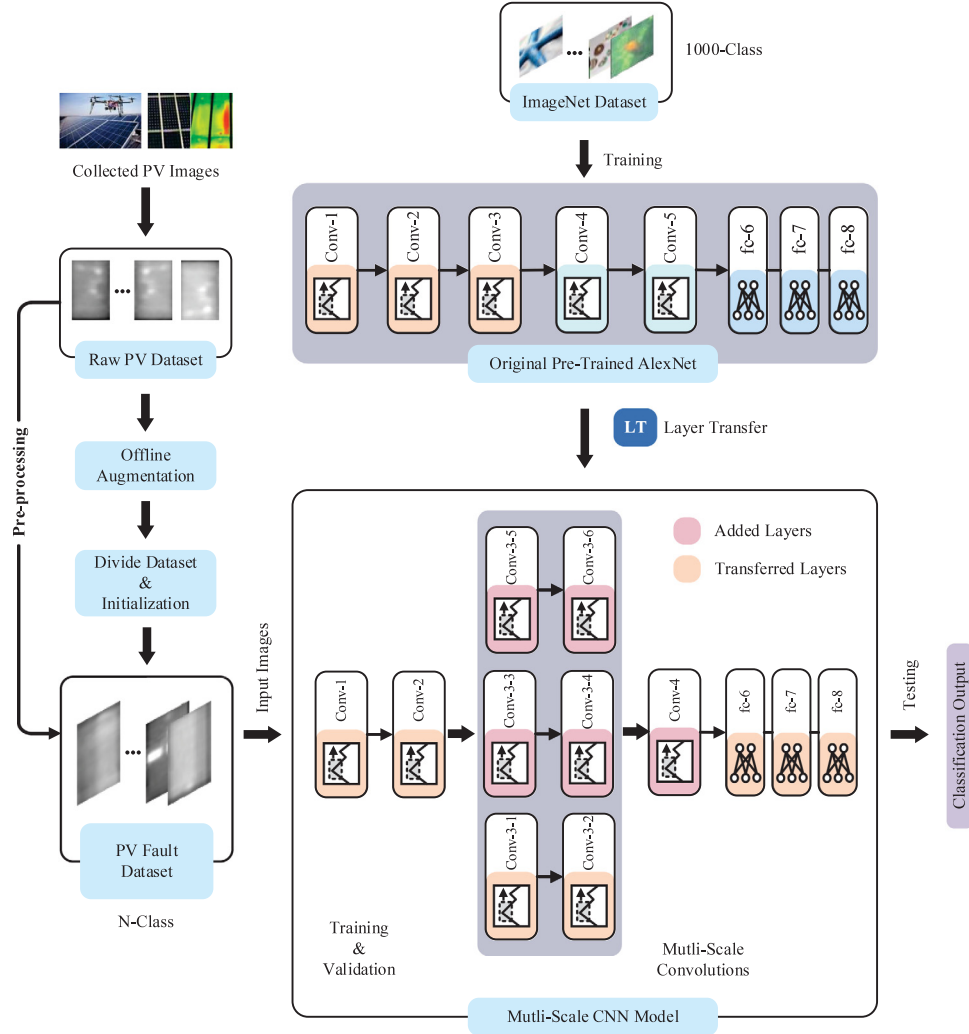 1000-Class
ImageNet Dataset
Training
Collected PV Images
Conv-1
Conv-2
Conv-3
Conv-4
Conv-5
fc-6
fc-7
fc-8
Original Pre-Trained AlexNet
Raw PV Dataset
LT
Layer Transfer
Pre-processing
Offline
Augmentation
Divide Dataset
&
Initialization
PV Fault
Dataset
N-Class
Input Images
Added Layers
Transferred Layers
Conv-1
Conv-2
Conv-3-5
Conv-3-6
Conv-3-3
Conv-3-4
Conv-3-1
Conv-3-2
Conv-4
fc-6
fc-7
fc-8
Training
&
Validation
Mutli-Scale
Convolutions
Mutli-Scale CNN Model
Testing
Classification Output